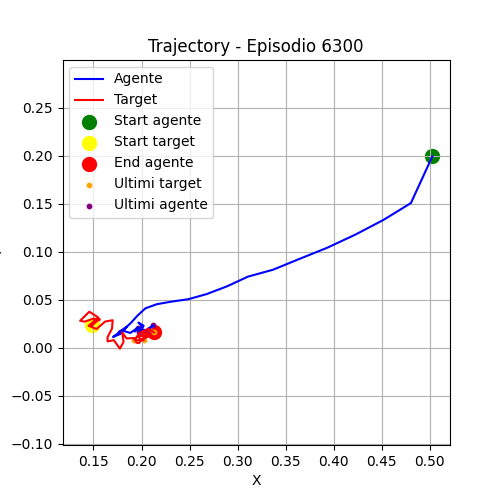 Trajectory - Episodio 6300
Agente
Target
Start agente
Start target
End agente
Ultimi target
Ultimi agente
0.25
0.20
0.15
0.10
0.05
0.00
−0.05
−0.10
0.15 0.20 0.25 0.30 0.35 0.40 0.45 0.50
X